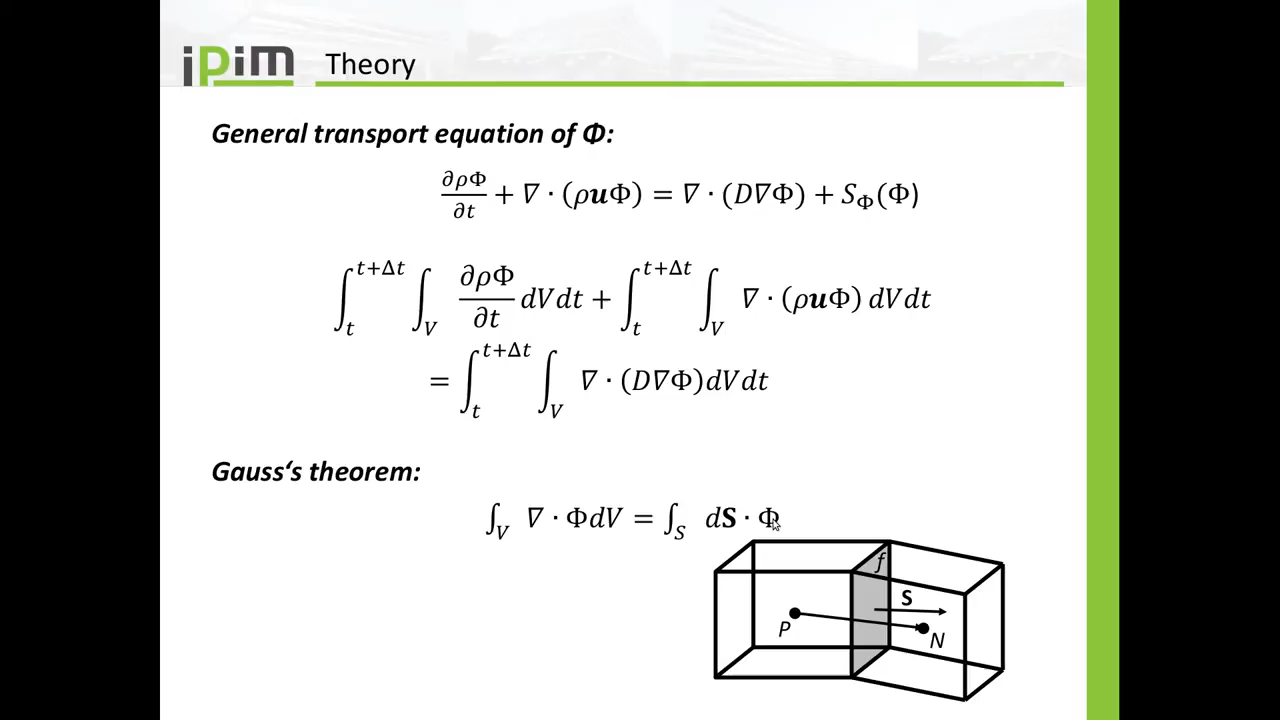 ipim
Theory
General transport equation of Φ:
∂ρΦ/∂t + ∇ · (ρuΦ) = ∇ · (D∇Φ) + S_Φ(Φ)
∫_t^{t+Δt} ∫_V ∂ρΦ/∂t dVdt + ∫_t^{t+Δt} ∫_V ∇ · (ρuΦ) dVdt
= ∫_t^{t+Δt} ∫_V ∇ · (D∇Φ)dVdt
Gauss‘s theorem:
∫_V ∇ · ΦdV = ∫_S dS · Φ
f
S
P
N